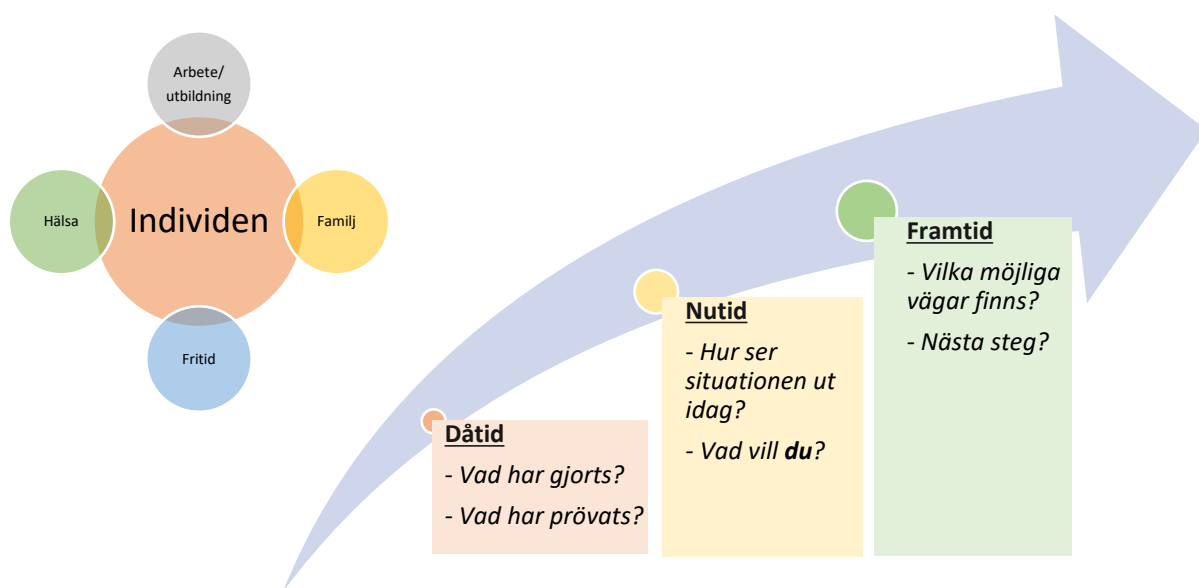 Arbete/
utbildning
Hälsa
Individen
Familj
Fritid
Dåtid
- Vad har gjorts?
- Vad har prövats?
Nutid
- Hur ser
situationen ut
idag?
- Vad vill du?
Framtid
- Vilka möjliga
vägar finns?
- Nästa steg?